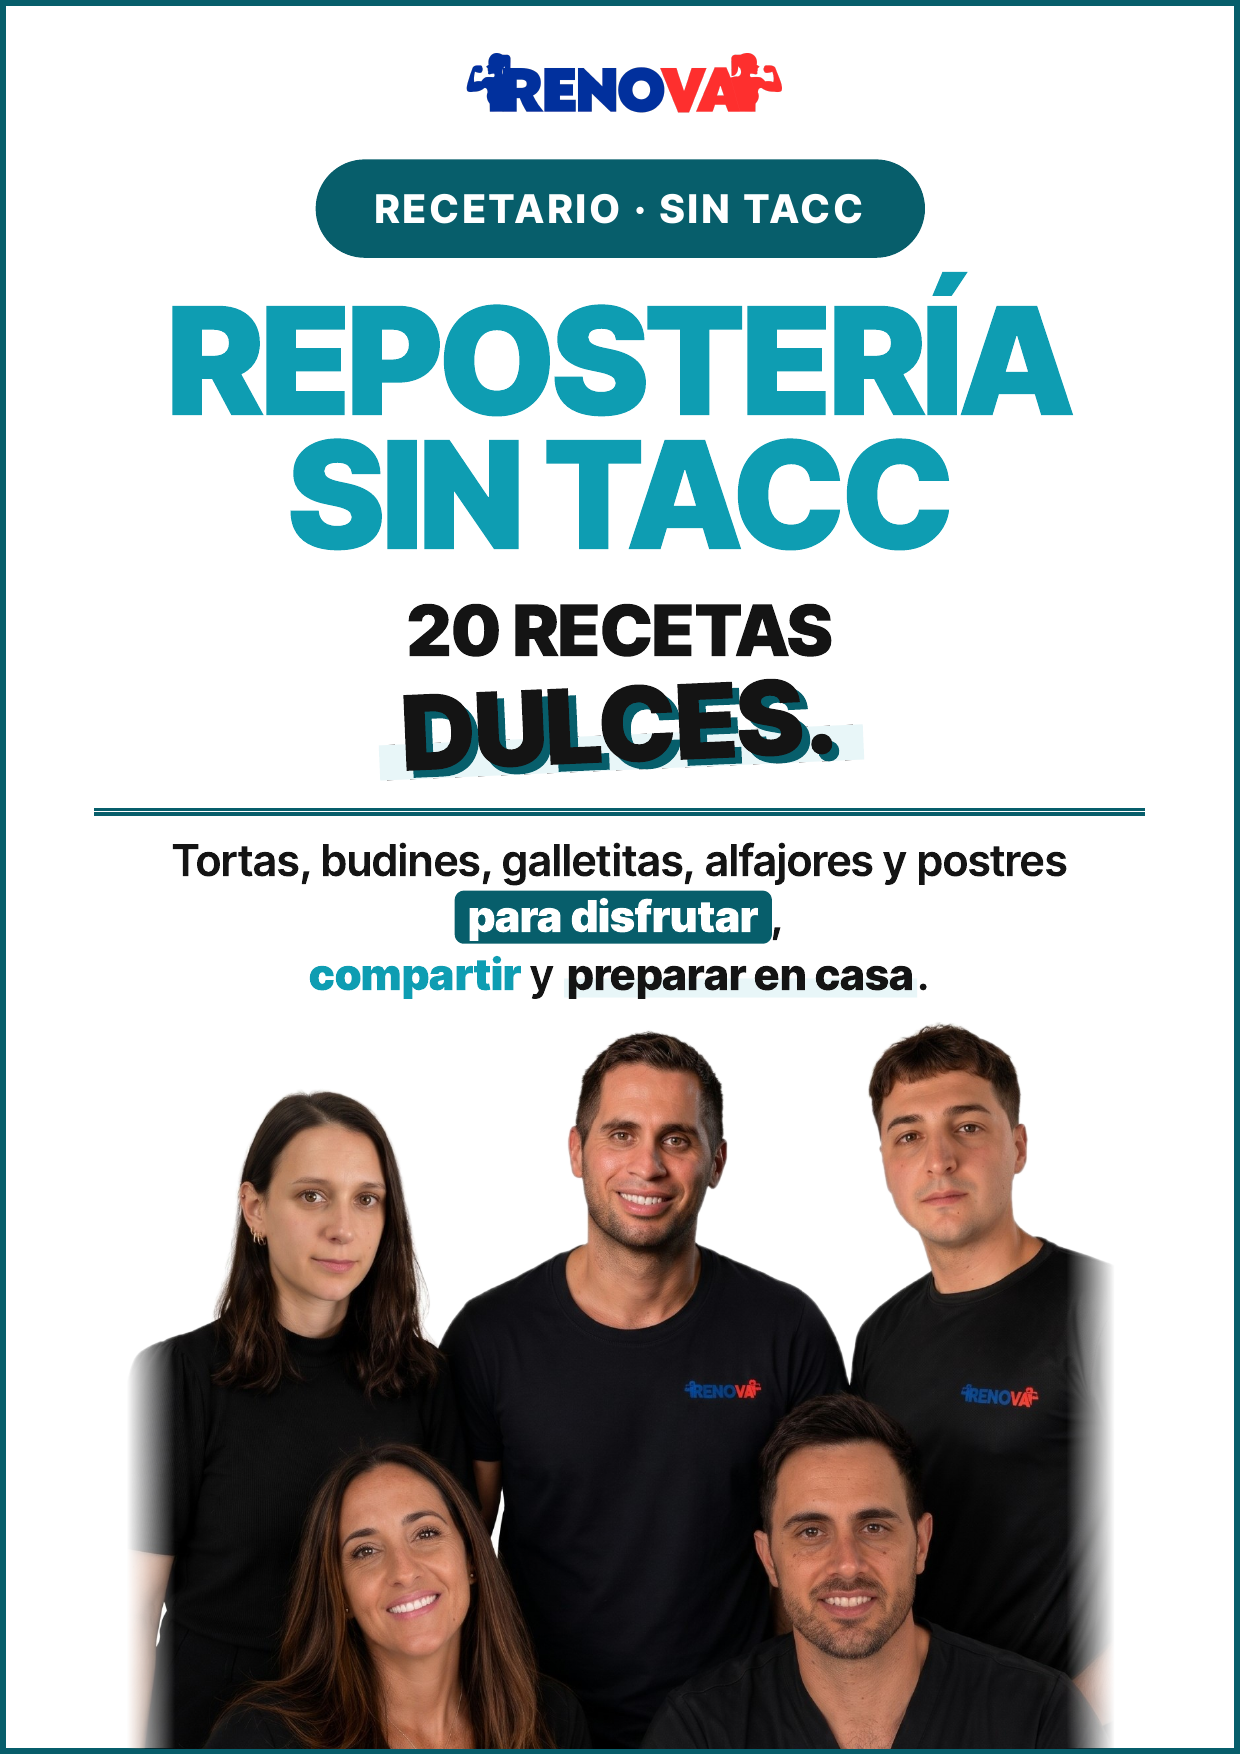 RENOVA
RECETARIO · SIN TACC
REPOSTERÍA
SIN TACC
20 RECETAS
DULCES.
Tortas, budines, galletitas, alfajores y postres
para disfrutar,
compartir y preparar en casa.
RENOVA
RENOVA